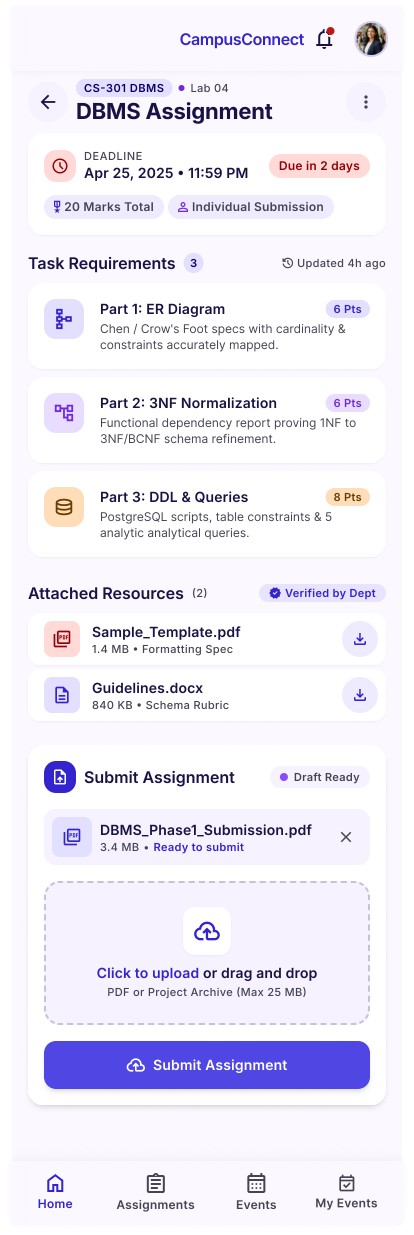 CampusConnect
CS-301 DBMS • Lab 04
DBMS Assignment
DEADLINE
Apr 25, 2025 • 11:59 PM
Due in 2 days
20 Marks Total
Individual Submission
Task Requirements 3
Updated 4h ago
Part 1: ER Diagram
6 Pts
Chen / Crow's Foot specs with cardinality &
constraints accurately mapped.
Part 2: 3NF Normalization
6 Pts
Functional dependency report proving 1NF to
3NF/BCNF schema refinement.
Part 3: DDL & Queries
8 Pts
PostgreSQL scripts, table constraints & 5
analytic analytical queries.
Attached Resources (2)
Verified by Dept
PDF
Sample_Template.pdf
1.4 MB • Formatting Spec
Guidelines.docx
840 KB • Schema Rubric
Submit Assignment
Draft Ready
PDF
DBMS_Phase1_Submission.pdf
3.4 MB • Ready to submit
Click to upload or drag and drop
PDF or Project Archive (Max 25 MB)
Submit Assignment
Home
Assignments
Events
My Events